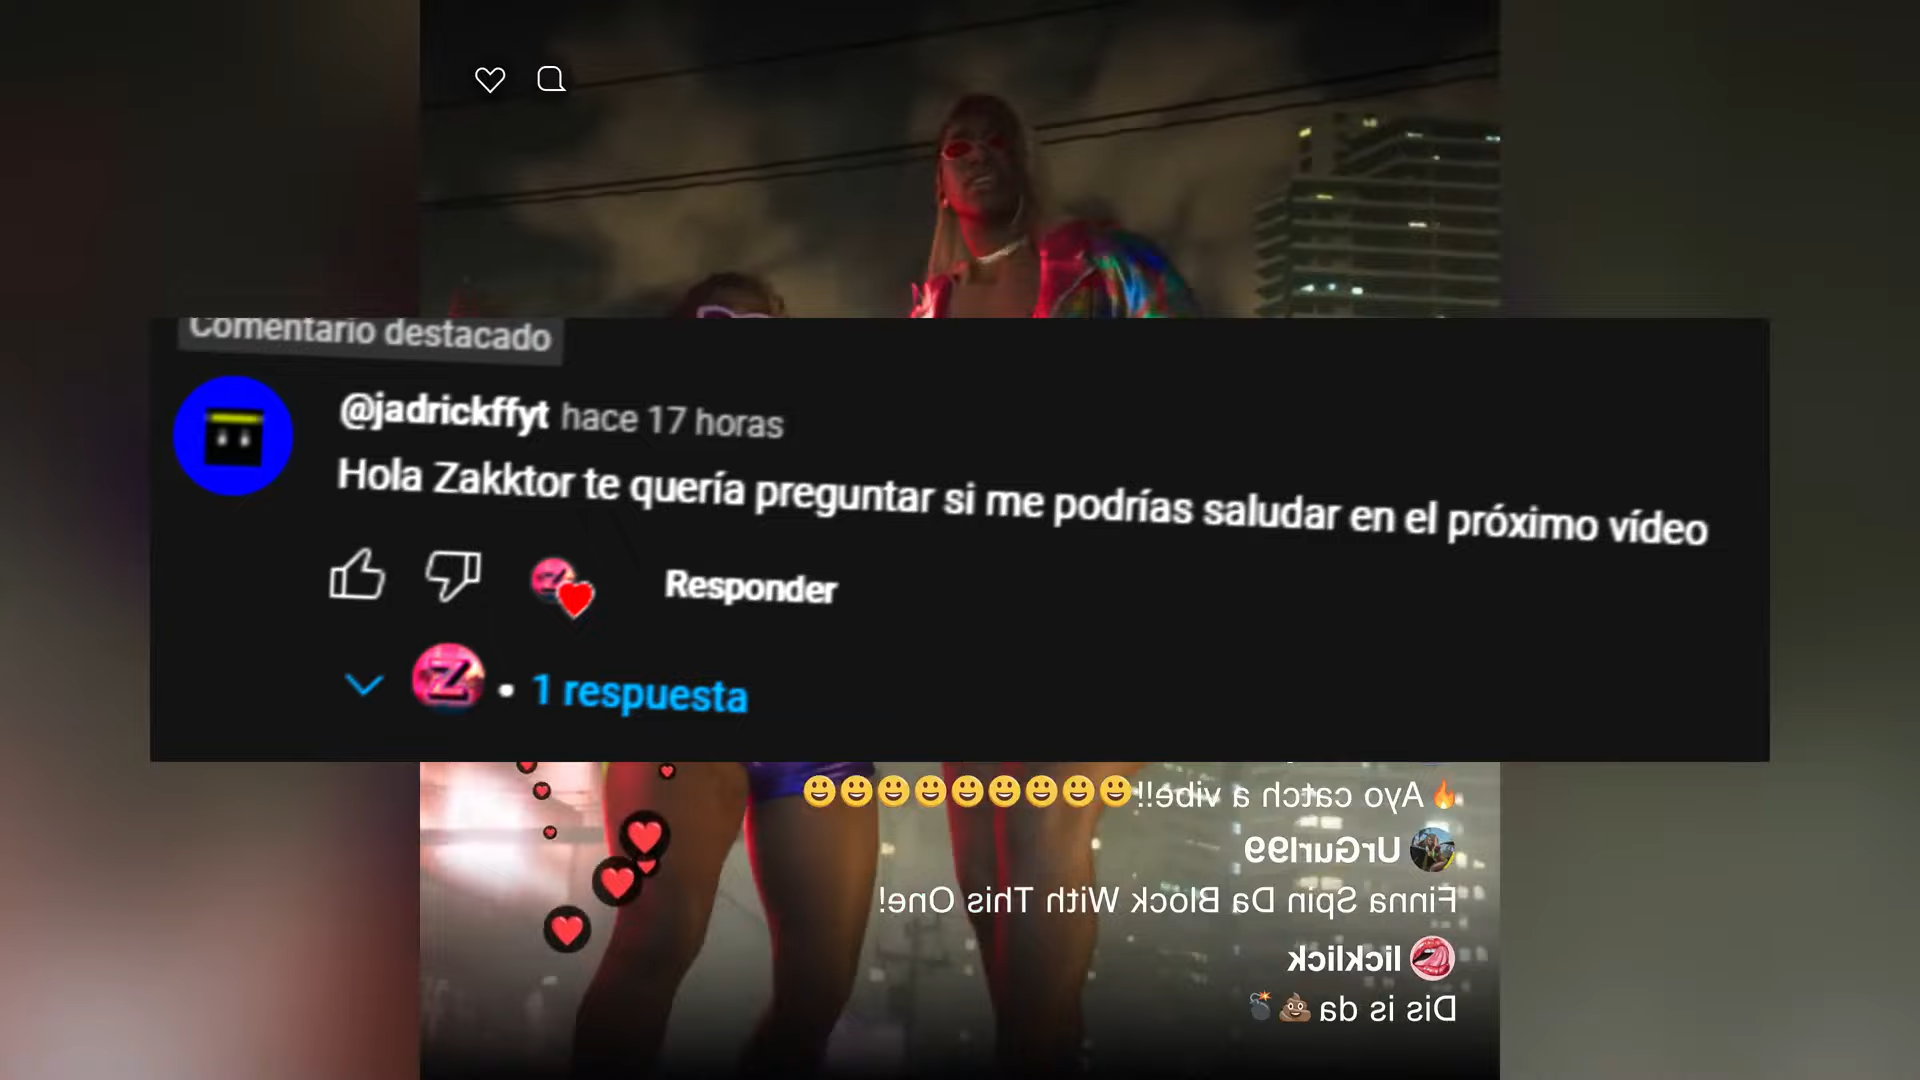 Comentario destacado
@jadrickffyt hace 17 horas
Hola Zakktor te quería preguntar si me podrías saludar en el próximo vídeo
Responder
Z • 1 respuesta
🔥Ayo catch a vibe!!😀😀😀😀😀😀😀😀😀
UrGurl99
Finna Spin Da Block With This One!
licklick
Dis is da 💩💣